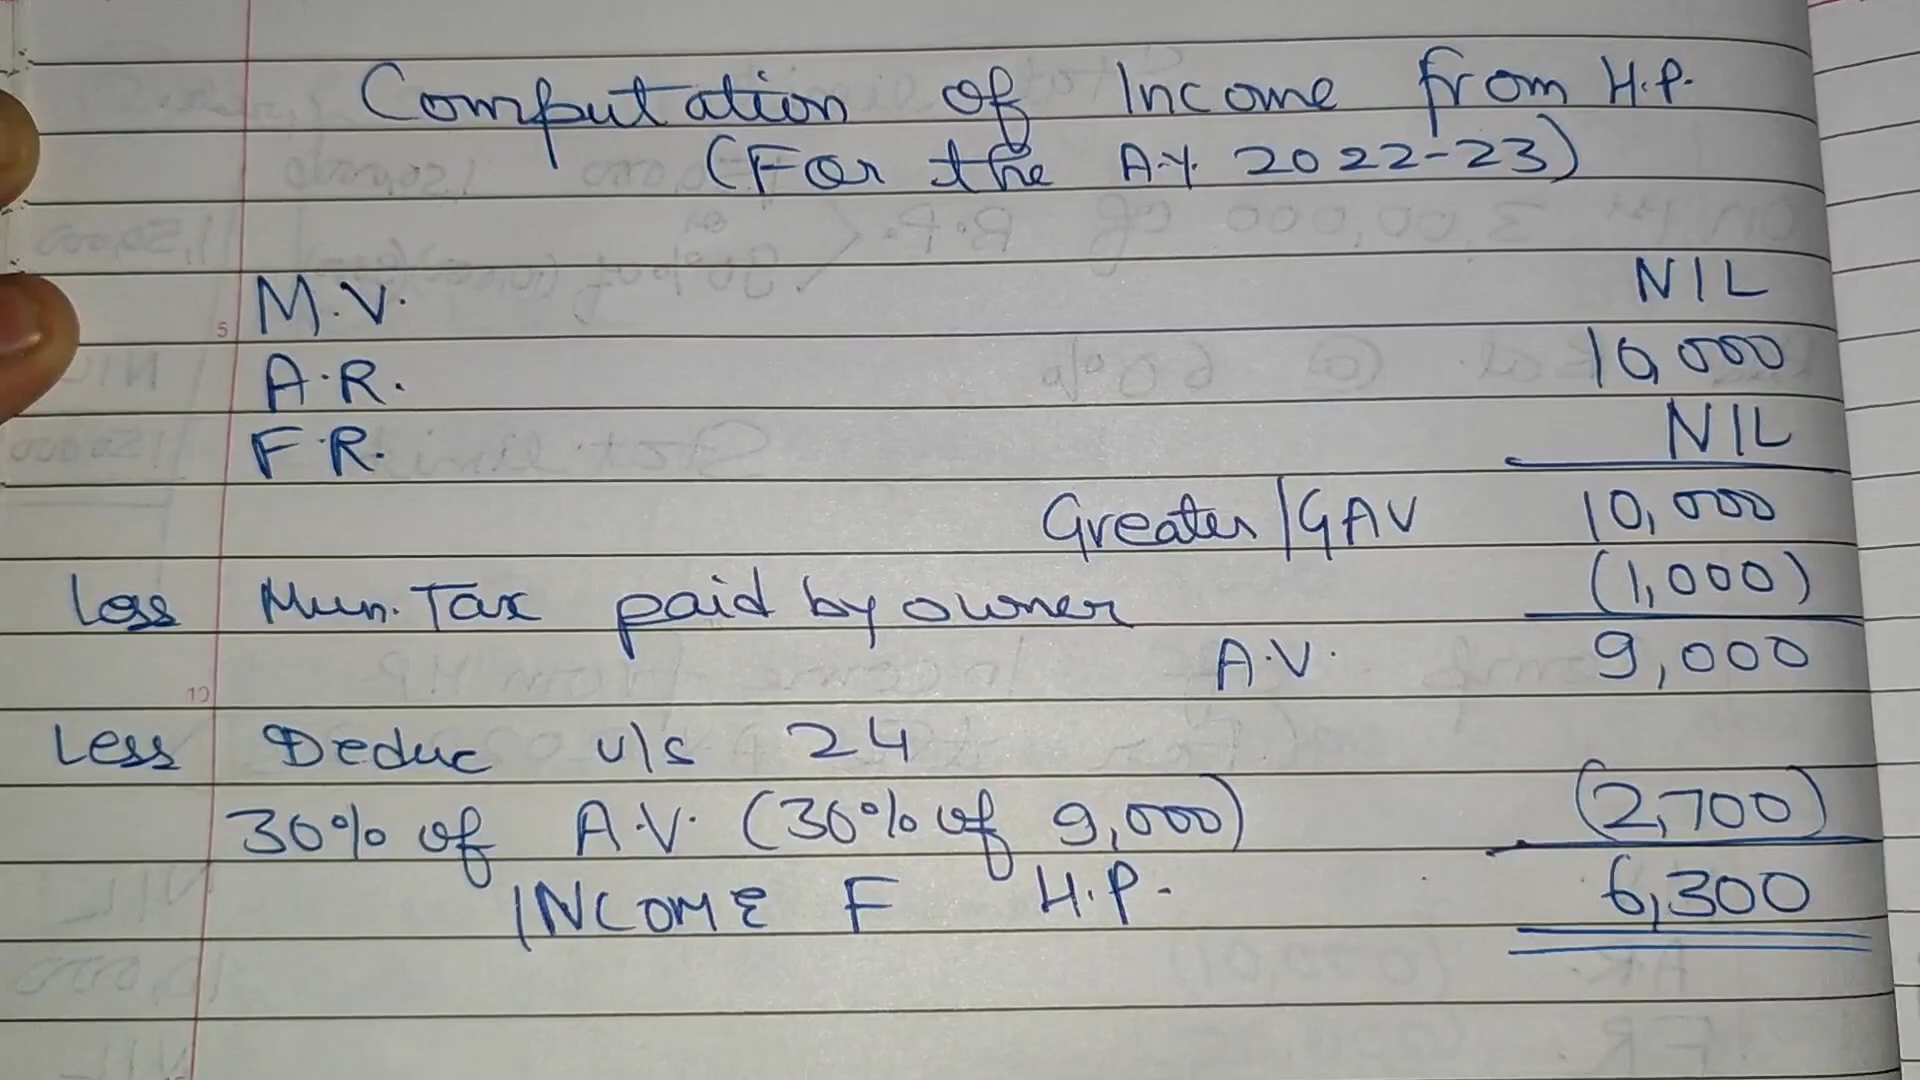 Computation of Income from H.P.
(For the A.Y. 2022-23)
M.V. NIL
A.R. 10,000
F.R. NIL
Greater/GAV 10,000
Less Mun. Tax paid by owner (1,000)
A.V. 9,000
Less Deduc u/s 24
30% of A.V. (30% of 9,000) (2,700)
INCOME F H.P. 6,300
5
10